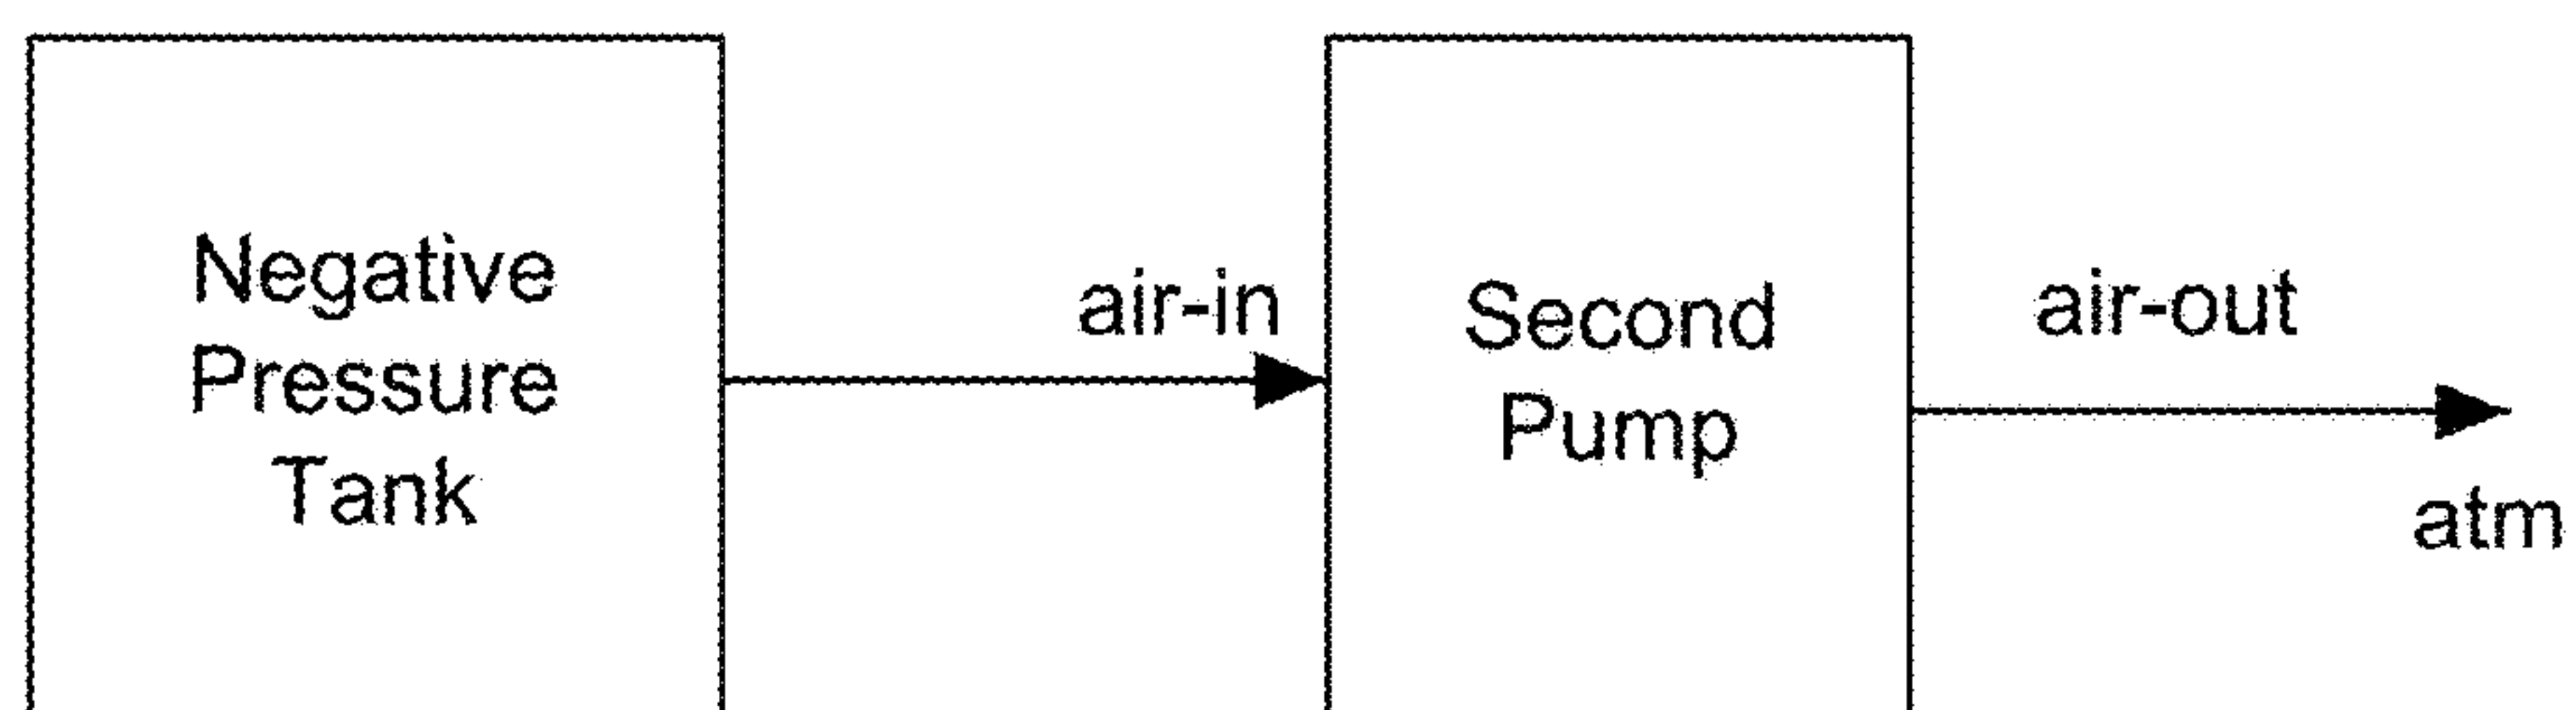 Negative
Pressure
Tank
air-in
Second
Pump
air-out
atm